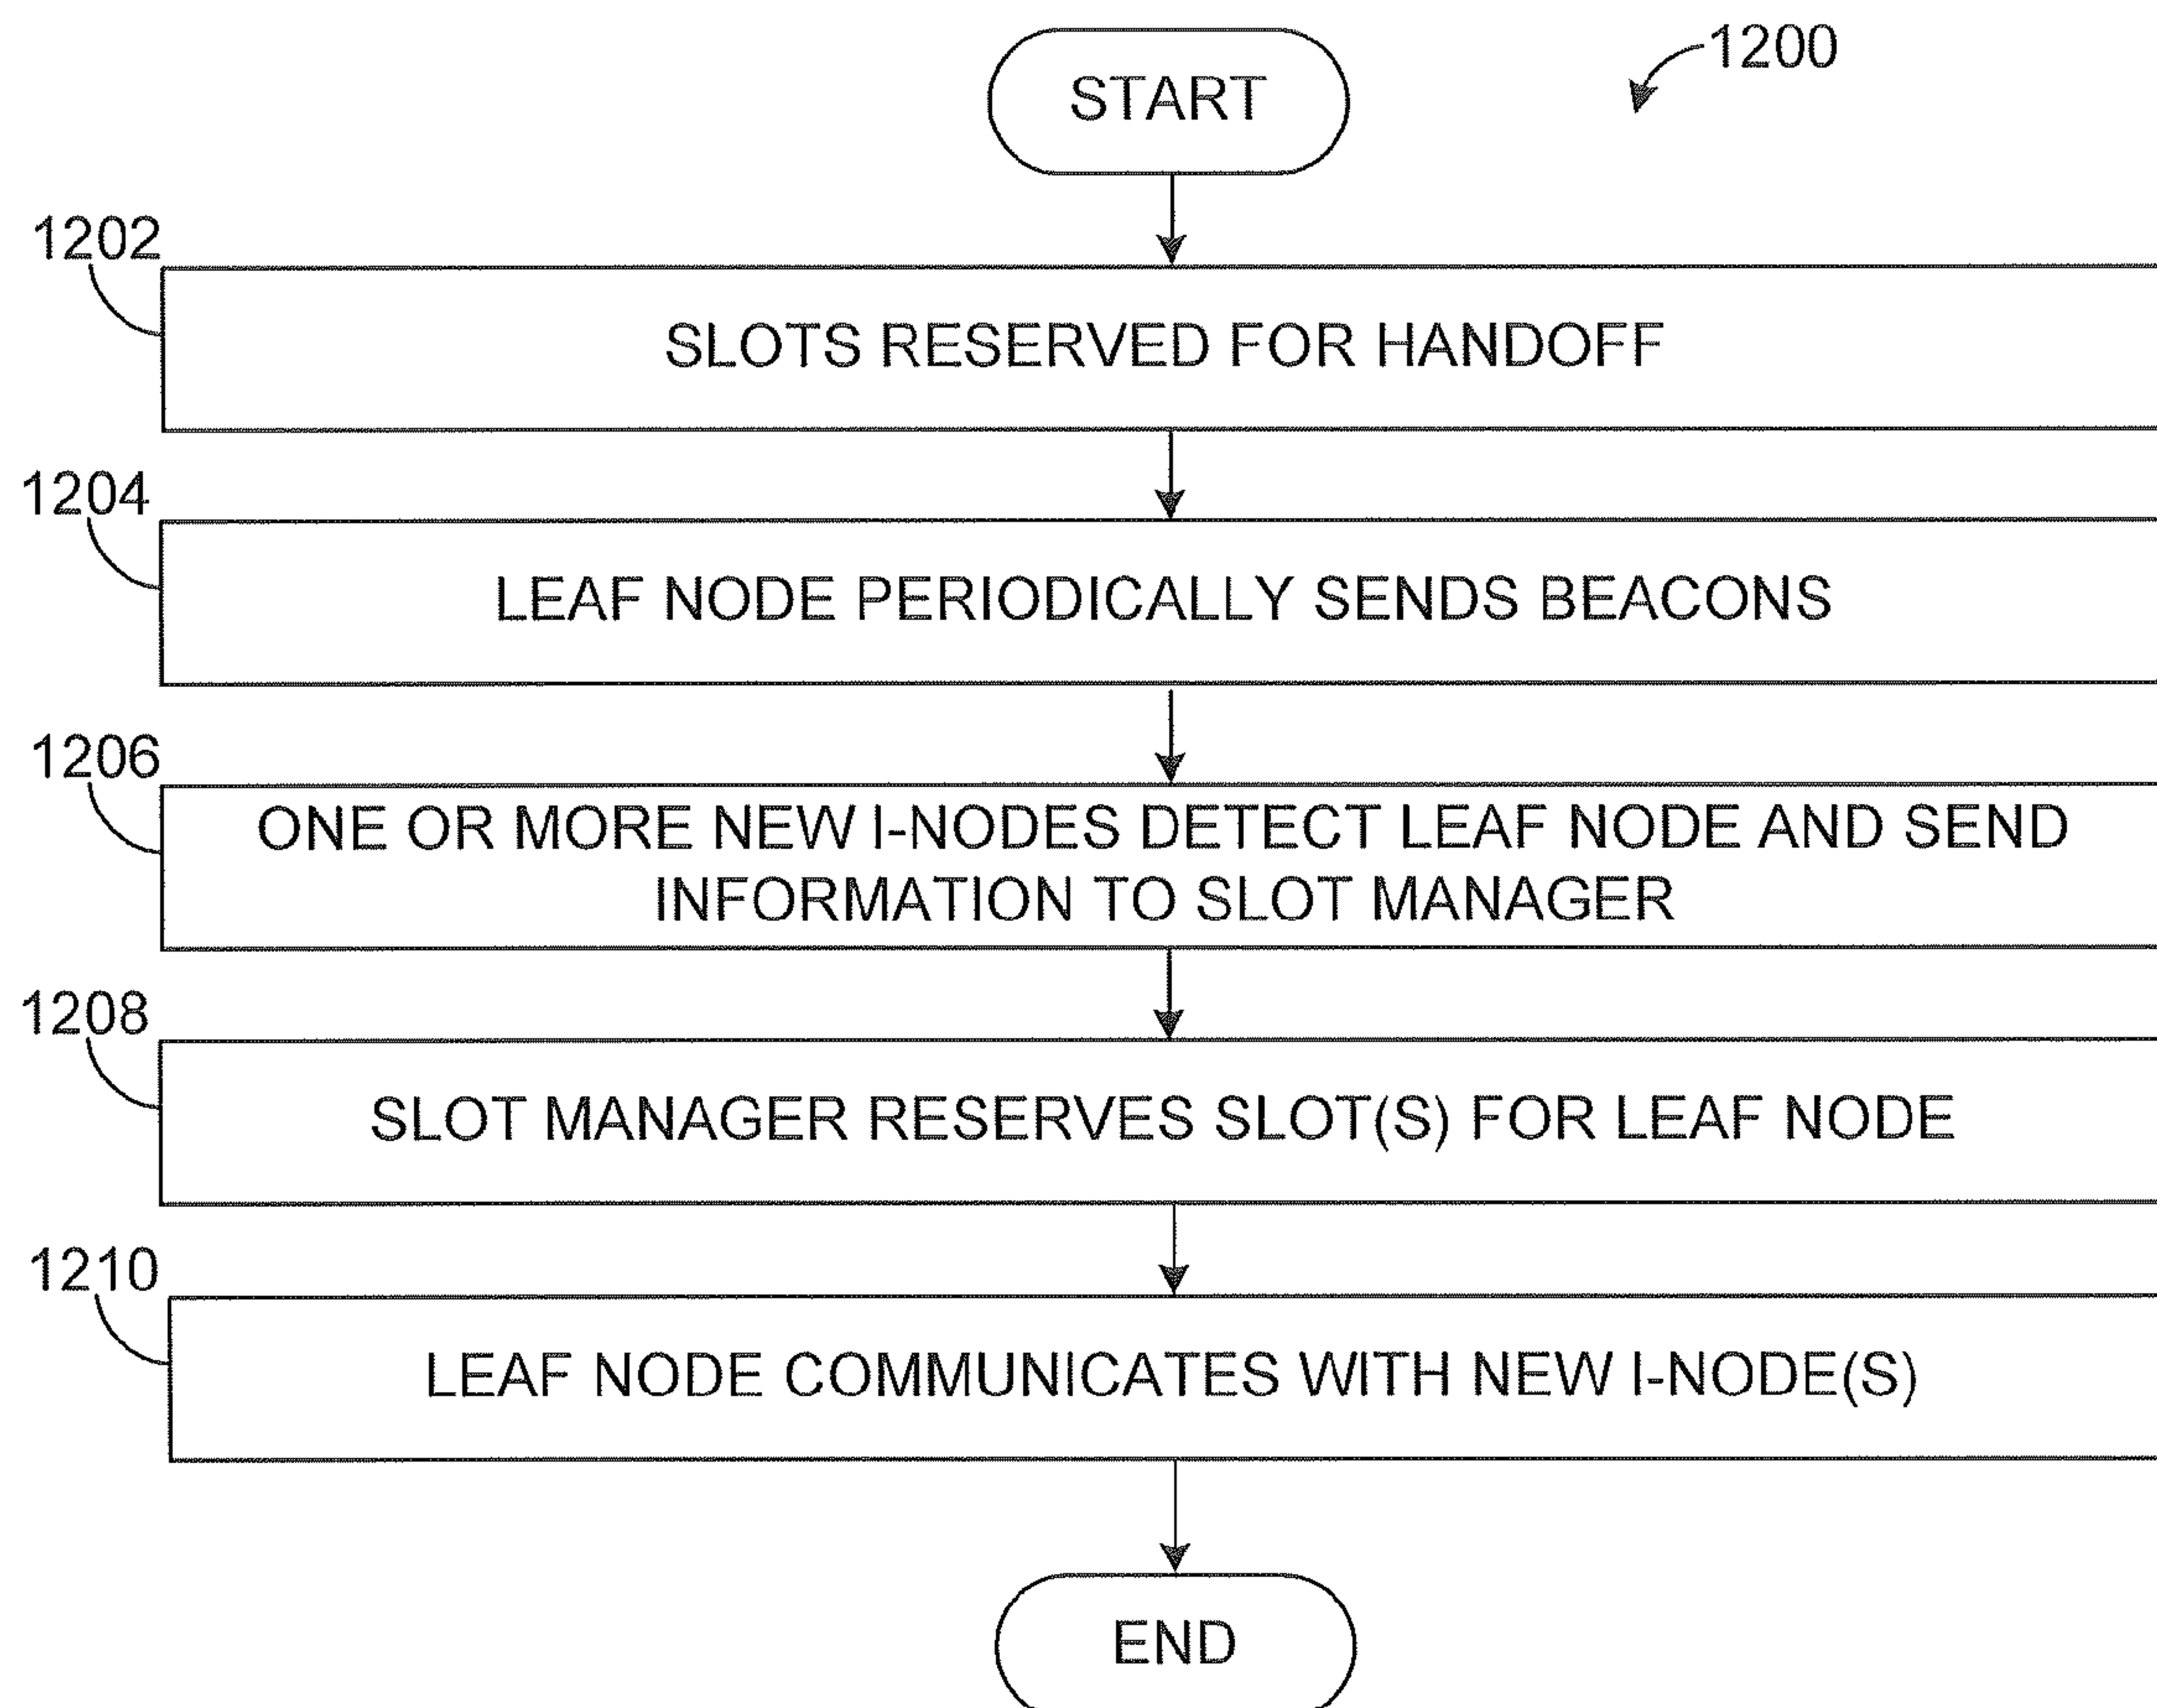 START
1200
1202
SLOTS RESERVED FOR HANDOFF
1204
LEAF NODE PERIODICALLY SENDS BEACONS
1206
ONE OR MORE NEW I-NODES DETECT LEAF NODE AND SEND
INFORMATION TO SLOT MANAGER
1208
SLOT MANAGER RESERVES SLOT(S) FOR LEAF NODE
1210
LEAF NODE COMMUNICATES WITH NEW I-NODE(S)
END